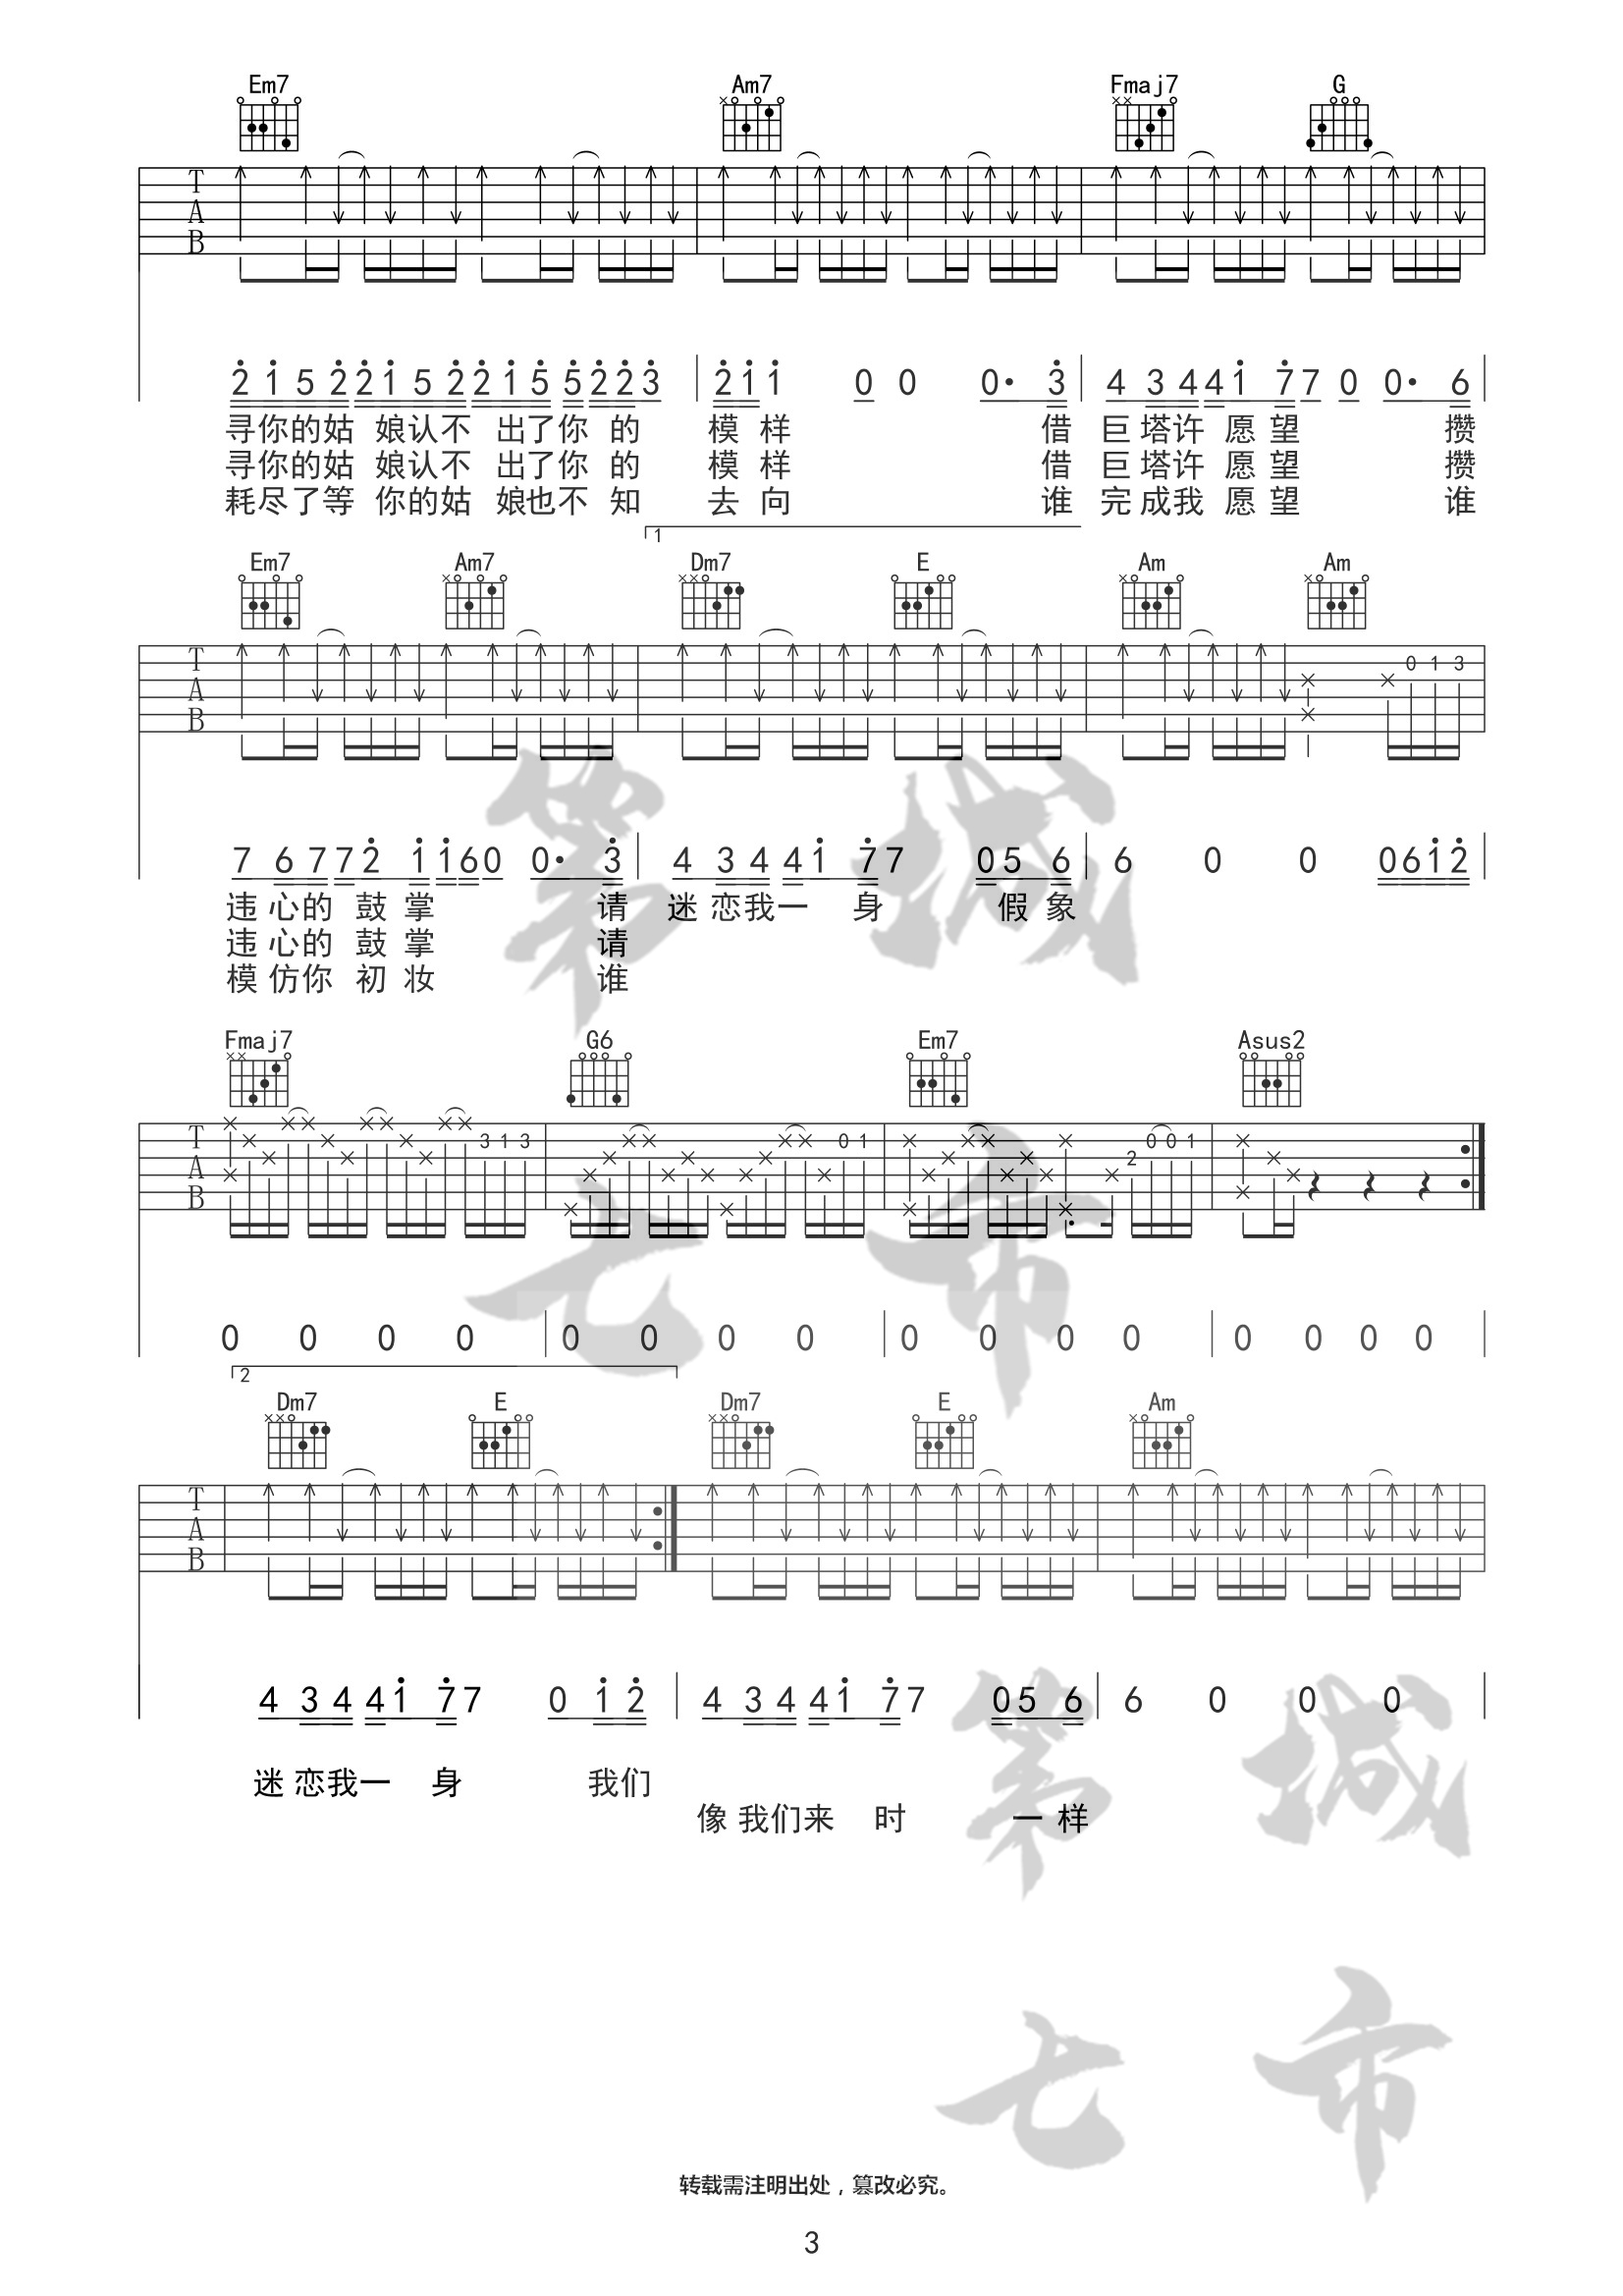 Em7 Am7 Fmaj7 G
T
A
B
2 1 5 2 2 1 5 2 2 1 5 5 2 2 3 2 1 1 0 0 0· 3 4 3 4 4 1 7 7 0 0· 6
寻你的姑 娘认不 出了你 的 模 样 借 巨 塔许 愿 望 攒
寻你的姑 娘认不 出了你 的 模 样 借 巨 塔许 愿 望 攒
耗尽了等 你的姑 娘也不 知 去 向 谁 完 成我 愿 望 谁
1
Em7 Am7 Dm7 E Am Am
T
A
B
0 1 3
7 6 7 7 2 1 1 6 0 0· 3 4 3 4 4 1 7 7 0 5 6 6 0 0 0 6 1 2
违 心的 鼓 掌 请 迷 恋我一 身 假 象
违 心的 鼓 掌 请
模 仿你 初 妆 谁
Fmaj7 G6 Em7 Asus2
T
A
B
3 1 3 0 1 2 0 0 1
0 0 0 0 0 0 0 0 0 0 0 0 0 0 0 0
2
Dm7 E Dm7 E Am
T
A
B
4 3 4 4 1 7 7 0 1 2 4 3 4 4 1 7 7 0 5 6 6 0 0 0
迷 恋我一 身 我们
像 我们来 时 一 样
第 城
七 市
第 城
七 市
转载需注明出处，篡改必究。
3